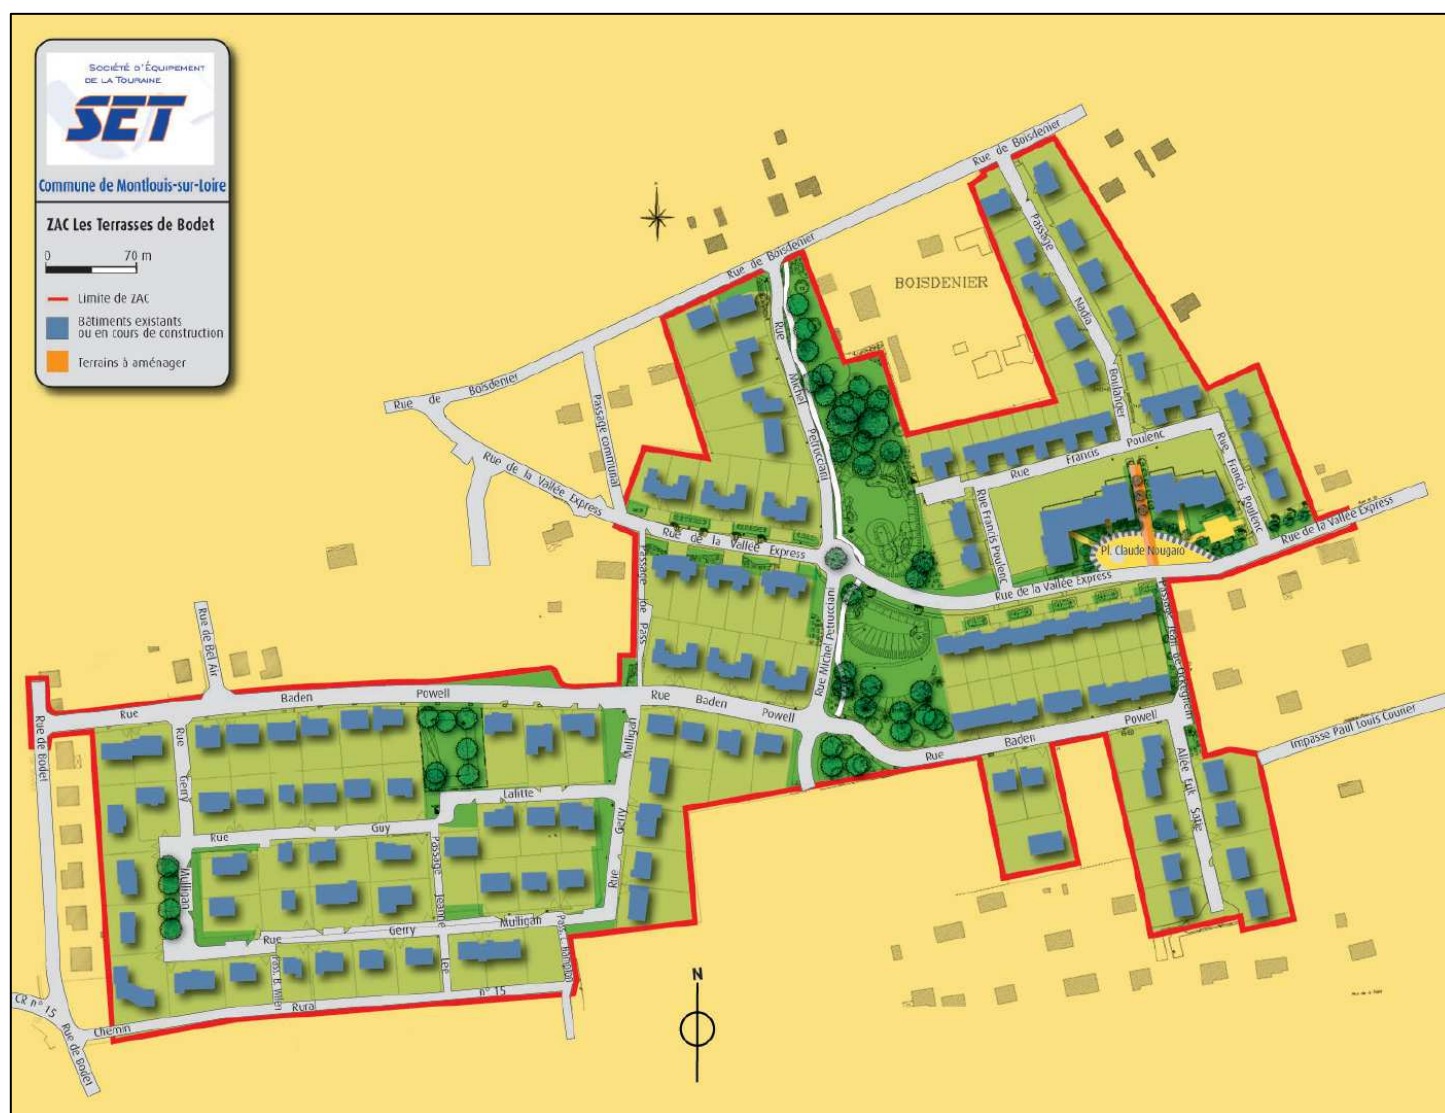 SOCIÉTÉ D'ÉQUIPEMENT
DE LA TOURAINE
SET
Commune de Montlouis-sur-Loire
ZAC Les Terrasses de Bodet
0 70 m
Limite de ZAC
Bâtiments existants
ou en cours de construction
Terrains à aménager
Rue de Boisdenier
Rue de Boisdenier
Rue de Boisdenier
BOISDENIER
Passage Nadia Boulanger
Rue Michel Petrucciani
Passage communal
Rue de la Vallée Express
Rue Francis Poulenc
Rue Francis Poulenc
Rue Francis Poulenc
Rue de la Vallée Express
Pl. Claude Nougaro
Rue de la Vallée Express
Rue de la Vallée Express
Passage Joe Pass
Rue Michel Petrucciani
Rue de Bel Air
Rue Baden Powell
Rue Baden Powell
Rue Baden Powell
Impasse Paul Louis Courier
Allée Erik Satie
Rue de Bodet
Rue Gerry Mulligan
Rue Guy Lafitte
Rue Gerry Mulligan
Passage Jeanne Lee
Rue Gerry Mulligan
Chemin Rural n° 15
CR n° 15
Rue de Bodet
N